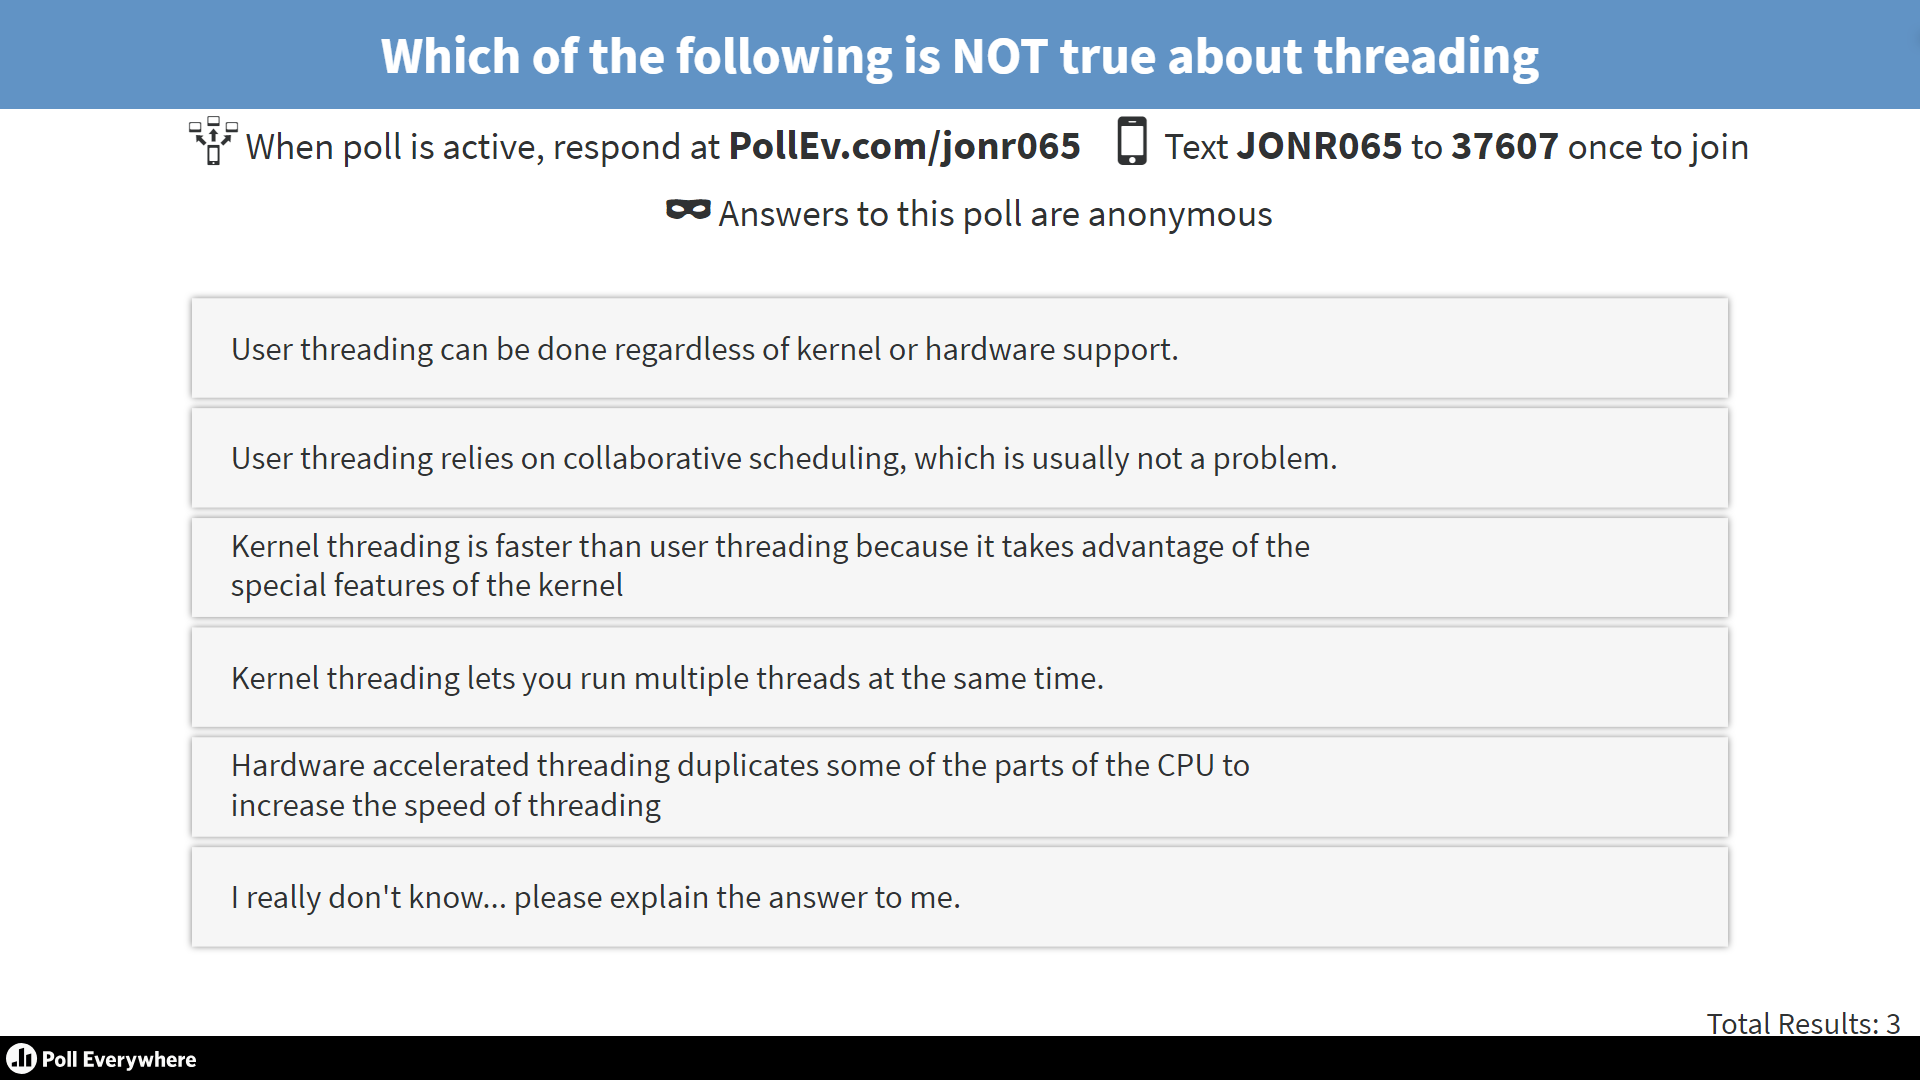 Which of the following is NOT true about threading
When poll is active, respond at PollEv.com/jonr065 Text JONR065 to 37607 once to join
Answers to this poll are anonymous
User threading can be done regardless of kernel or hardware support.
User threading relies on collaborative scheduling, which is usually not a problem.
Kernel threading is faster than user threading because it takes advantage of the
special features of the kernel
Kernel threading lets you run multiple threads at the same time.
Hardware accelerated threading duplicates some of the parts of the CPU to
increase the speed of threading
I really don't know... please explain the answer to me.
Total Results: 3
Poll Everywhere